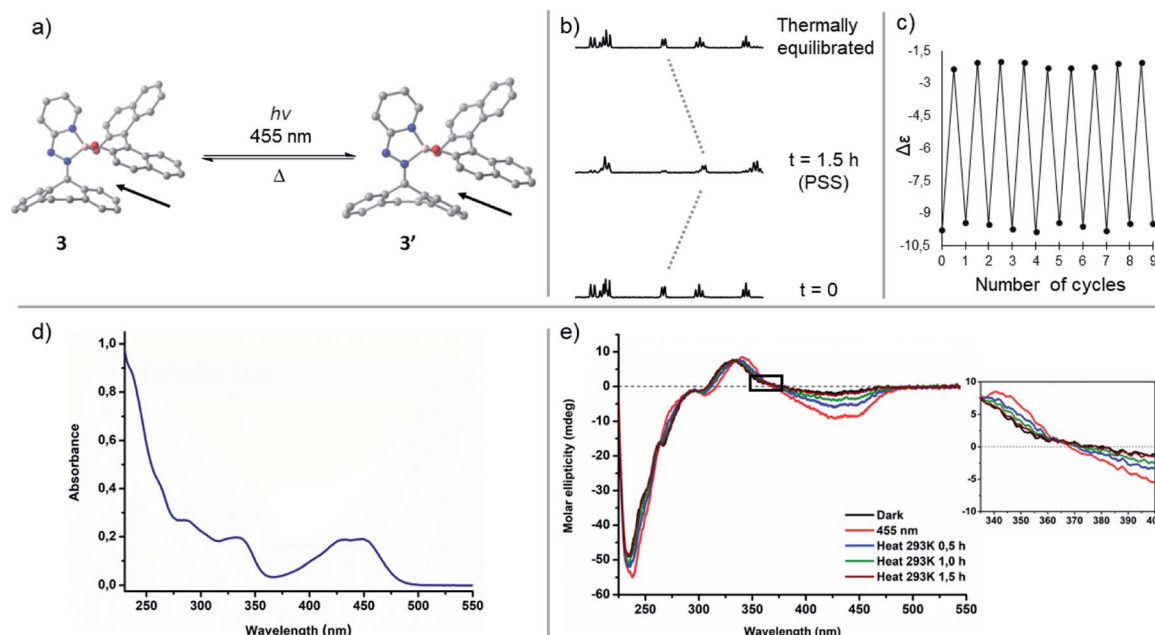 a)
hν
455 nm
Δ
3
3'
b)
Thermally
equilibrated
t = 1.5 h
(PSS)
t = 0
c)
Δε
-1,5
-3
-4,5
-6
-7,5
-9
-10,5
0 1 2 3 4 5 6 7 8 9
Number of cycles
d)
Absorbance
1,0
0,8
0,6
0,4
0,2
0,0
250 300 350 400 450 500 550
Wavelength (nm)
e)
Molar ellipticity (mdeg)
10
0
-10
-20
-30
-40
-50
-60
Dark
455 nm
Heat 293K 0,5 h
Heat 293K 1,0 h
Heat 293K 1,5 h
250 300 350 400 450 500 550
Wavelength (nm)
10
5
0
-5
-10
340 350 360 370 380 390